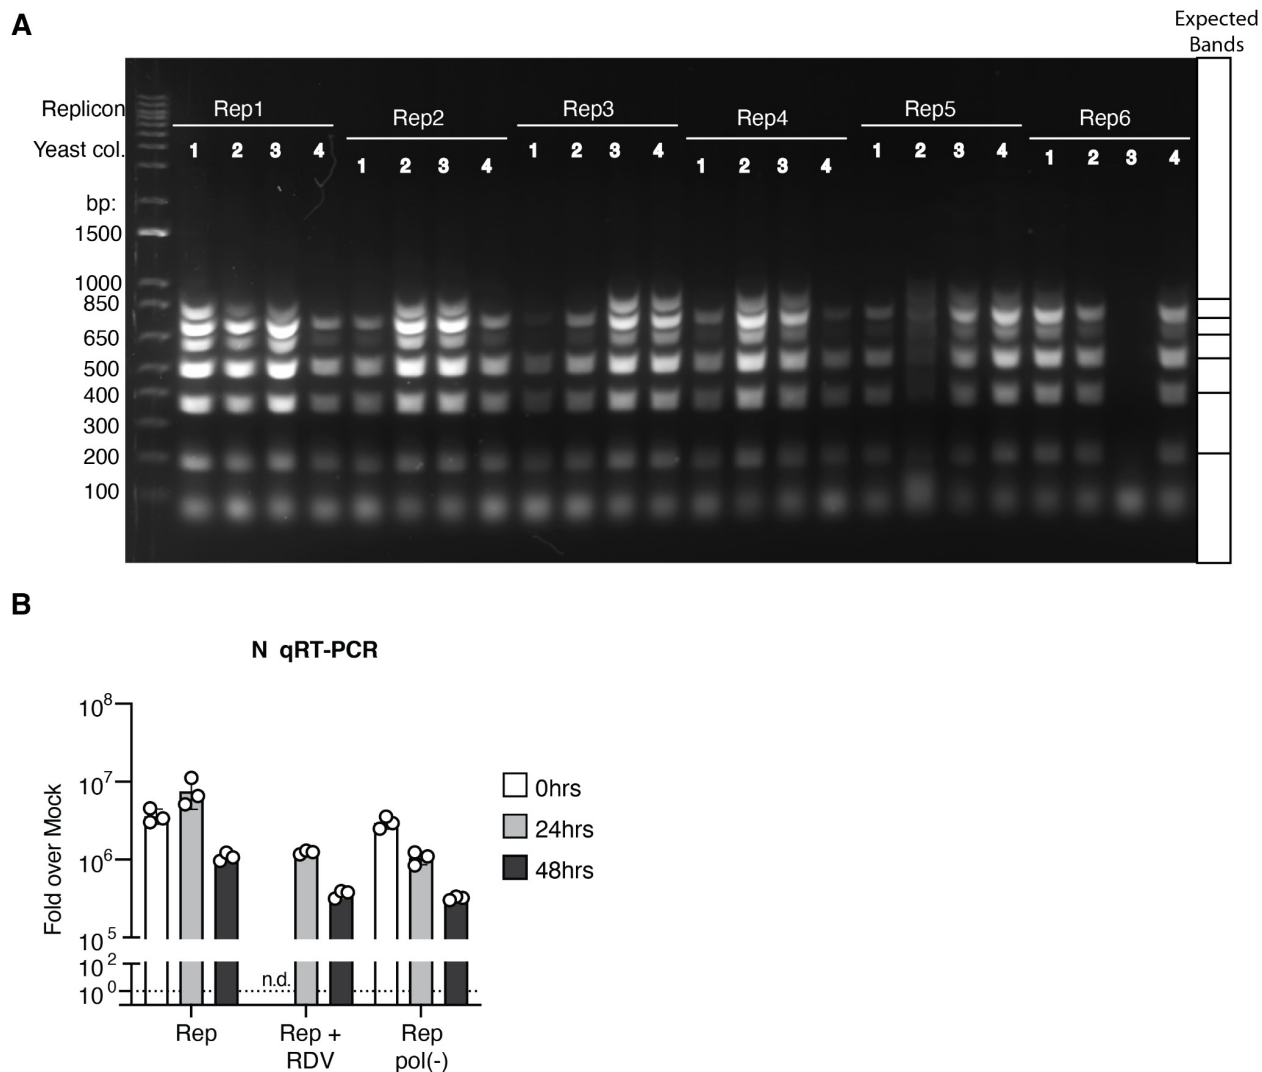 A
Expected
Bands
Replicon Rep1 Rep2 Rep3 Rep4 Rep5 Rep6
Yeast col. 1 2 3 4 1 2 3 4 1 2 3 4 1 2 3 4 1 2 3 4 1 2 3 4
bp:
1500
1000
850
650
500
400
300
200
100
B
N qRT-PCR
Fold over Mock
10^8
10^7
10^6
10^5
10^2
10^0
n.d.
0hrs
24hrs
48hrs
Rep
Rep +
RDV
Rep
pol(-)